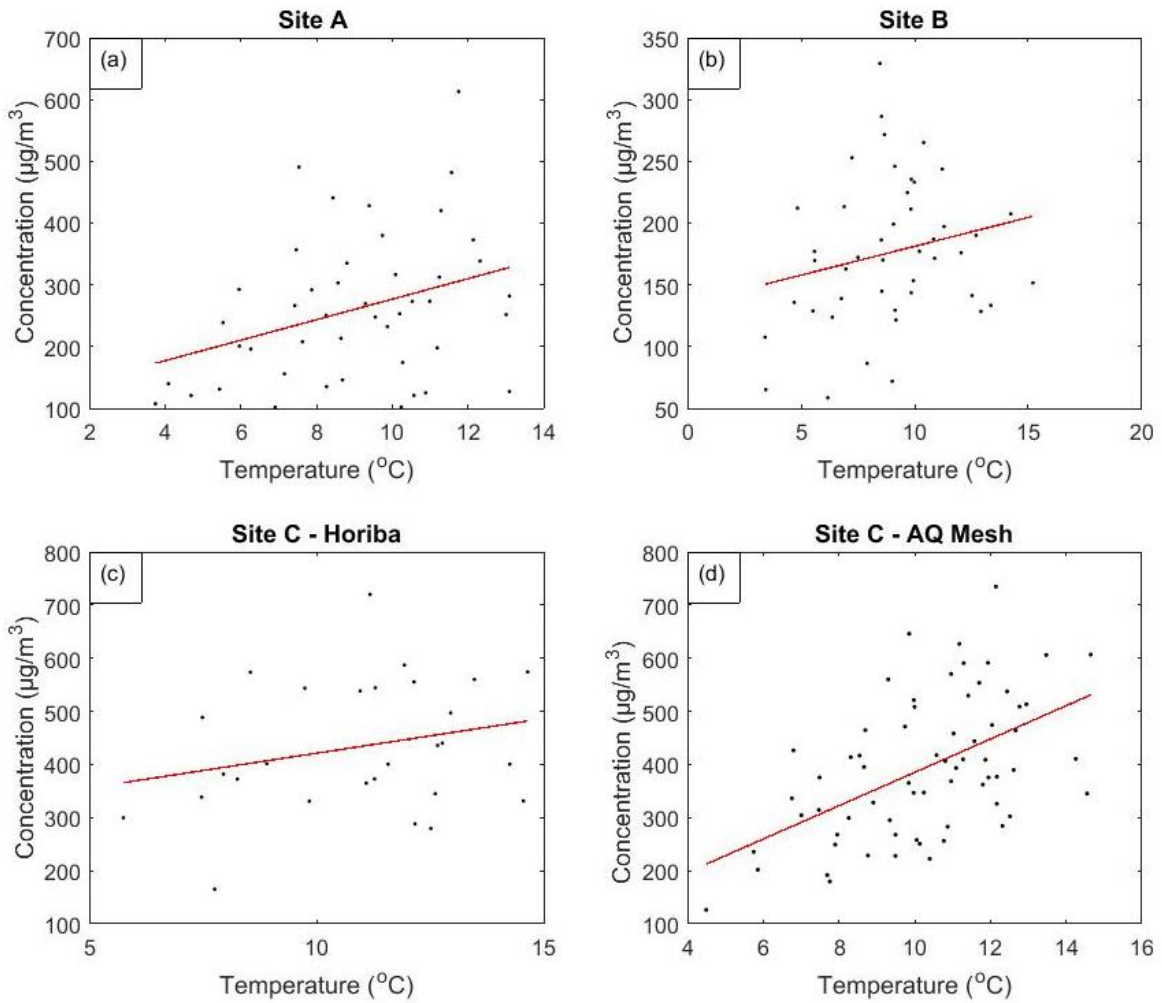 Site A
(a)
700
600
500
400
300
200
100
2 4 6 8 10 12 14
Concentration (µg/m³)
Temperature (°C)
Site B
(b)
350
300
250
200
150
100
50
0 5 10 15 20
Concentration (µg/m³)
Temperature (°C)
Site C - Horiba
(c)
800
700
600
500
400
300
200
100
5 10 15
Concentration (µg/m³)
Temperature (°C)
Site C - AQ Mesh
(d)
800
700
600
500
400
300
200
100
4 6 8 10 12 14 16
Concentration (µg/m³)
Temperature (°C)